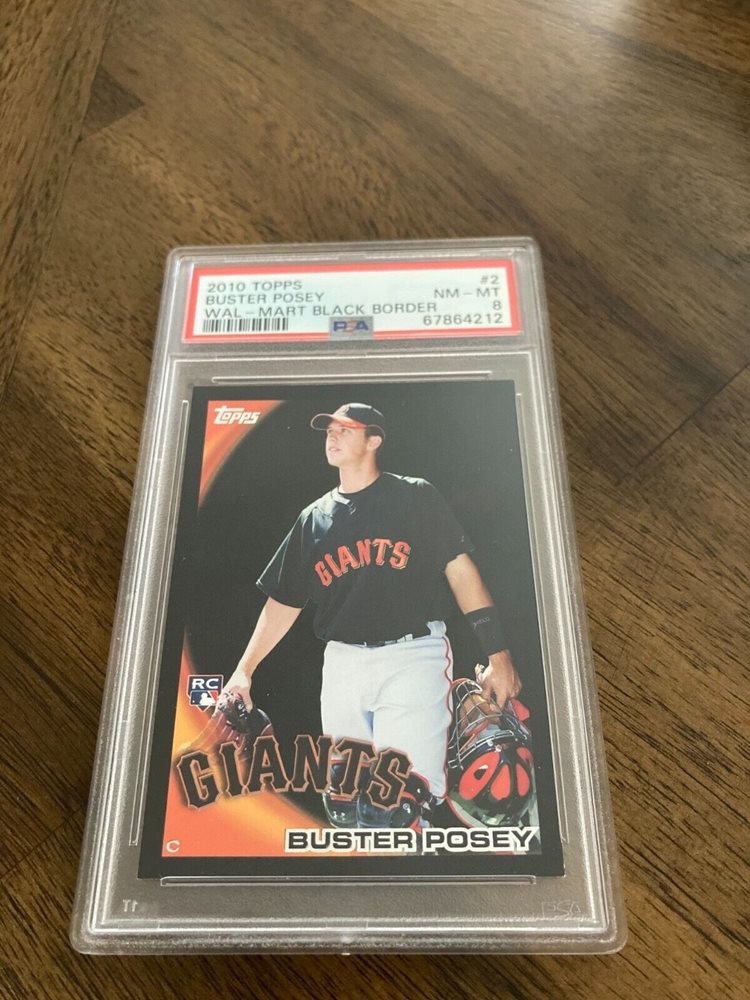 2010 TOPPS #2
BUSTER POSEY NM-MT
WAL-MART BLACK BORDER 8
PSA 67864212
Topps
GIANTS
RC
GIANTS
BUSTER POSEY
C
PSA